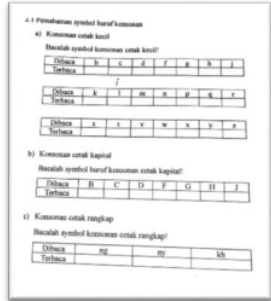 2.1 Pemahaman symbol huruf konsonan
a) Konsonan cetak kecil
Bacalah symbol konsonan cetak kecil!
Dibaca b c d f g h j
Terbaca
Dibaca k l m n p q r
Terbaca
Dibaca s t v w x y z
Terbaca
b) Konsonan cetak kapital
Bacalah symbol huruf konsonan cetak kapital!
Dibaca B C D F G H J
Terbaca
c) Konsonan cetak rangkap
Bacalah symbol konsonan cetak rangkap!
Dibaca ng ny kh
Terbaca